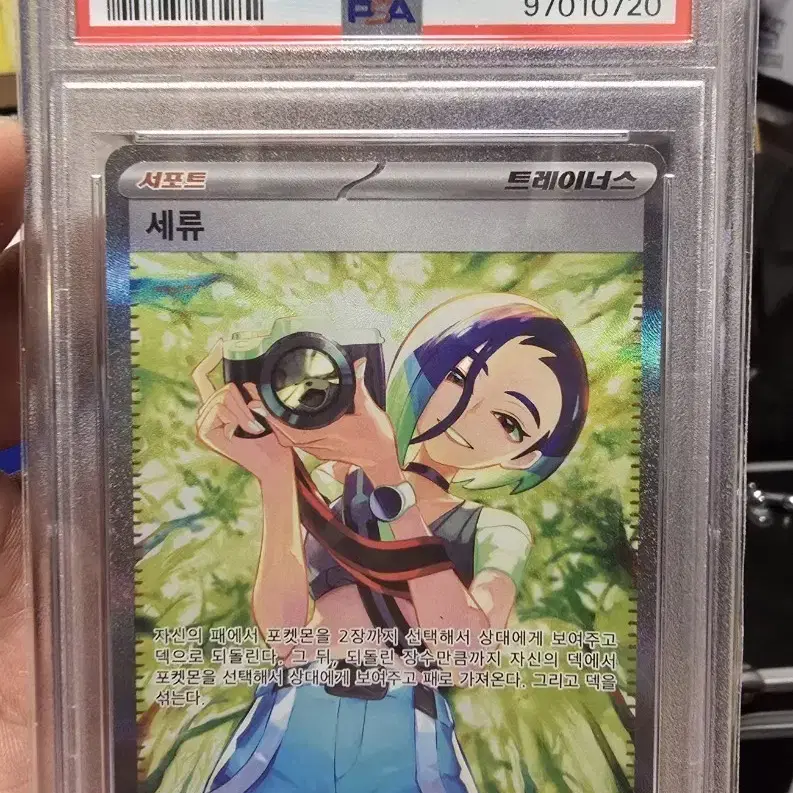 PSA
97010720
서포트
트레이너스
세류
자신의 패에서 포켓몬을 2장까지 선택해서 상대에게 보여주고
덱으로 되돌린다. 그 뒤, 되돌린 장수만큼까지 자신의 덱에서
포켓몬을 선택해서 상대에게 보여주고 패로 가져온다. 그리고 덱을
섞는다.